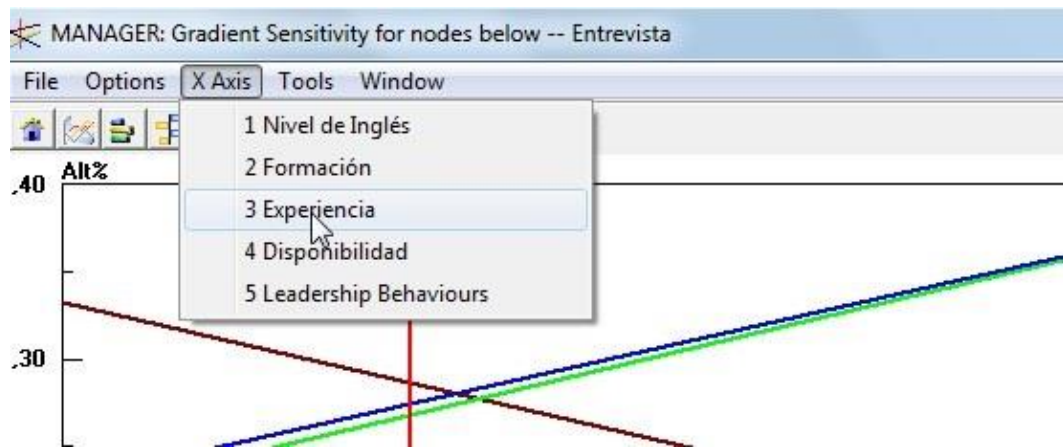 MANAGER: Gradient Sensitivity for nodes below -- Entrevista
File Options X Axis Tools Window
1 Nivel de Inglés
2 Formación
3 Experiencia
4 Disponibilidad
5 Leadership Behaviours
Alt%
,40
,30